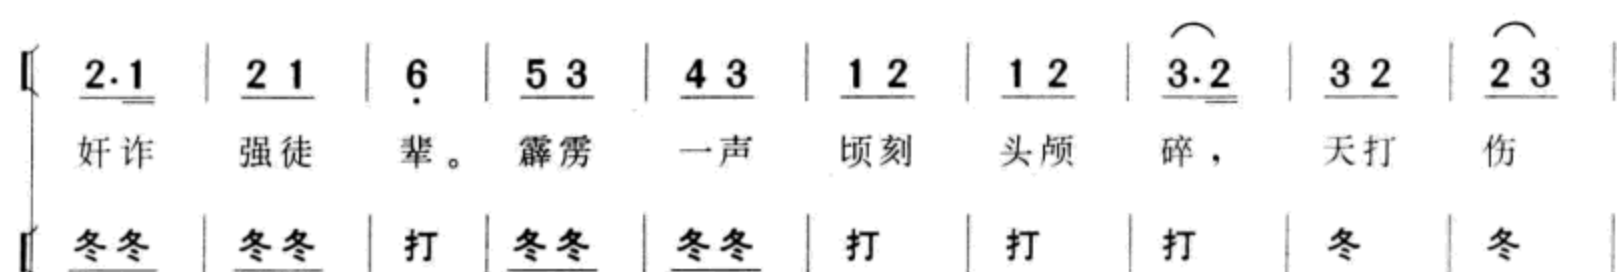 2·1 | 2 1 | 6 | 5 3 | 4 3 | 1 2 | 1 2 | 3·2 | 3 2 | 2 3 |
奸诈 强徒 辈。 霹雳 一声 顷刻 头颅 碎， 天打 伤
冬冬 | 冬冬 | 打 | 冬冬 | 冬冬 | 打 | 打 | 打 | 冬 | 冬 |